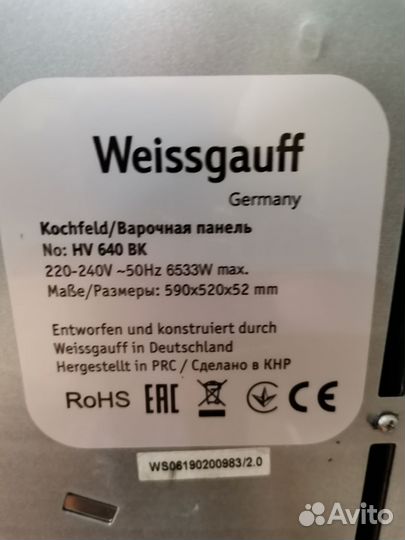 Weissgauff
Germany
Kochfeld/Варочная панель
No: HV 640 BK
220-240V ~50Hz 6533W max.
Maße/Размеры: 590x520x52 mm
Entworfen und konstruiert durch
Weissgauff in Deutschland
Hergestellt in PRC / Сделано в КНР
RoHS EAC CE
WS06190200983/2.0
Avito